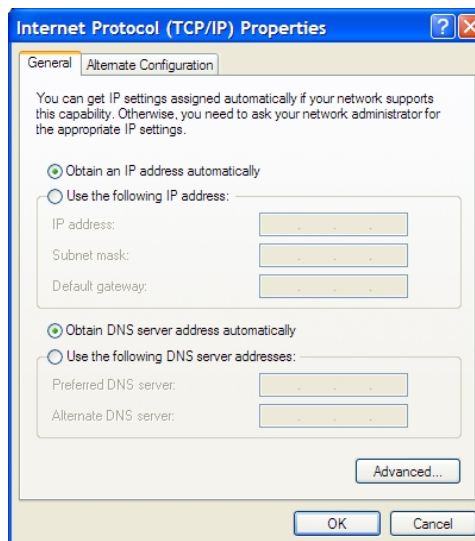 Internet Protocol (TCP/IP) Properties
General
Alternate Configuration
You can get IP settings assigned automatically if your network supports
this capability. Otherwise, you need to ask your network administrator for
the appropriate IP settings.
Obtain an IP address automatically
Use the following IP address:
IP address:
Subnet mask:
Default gateway:
Obtain DNS server address automatically
Use the following DNS server addresses:
Preferred DNS server:
Alternate DNS server:
Advanced...
OK
Cancel